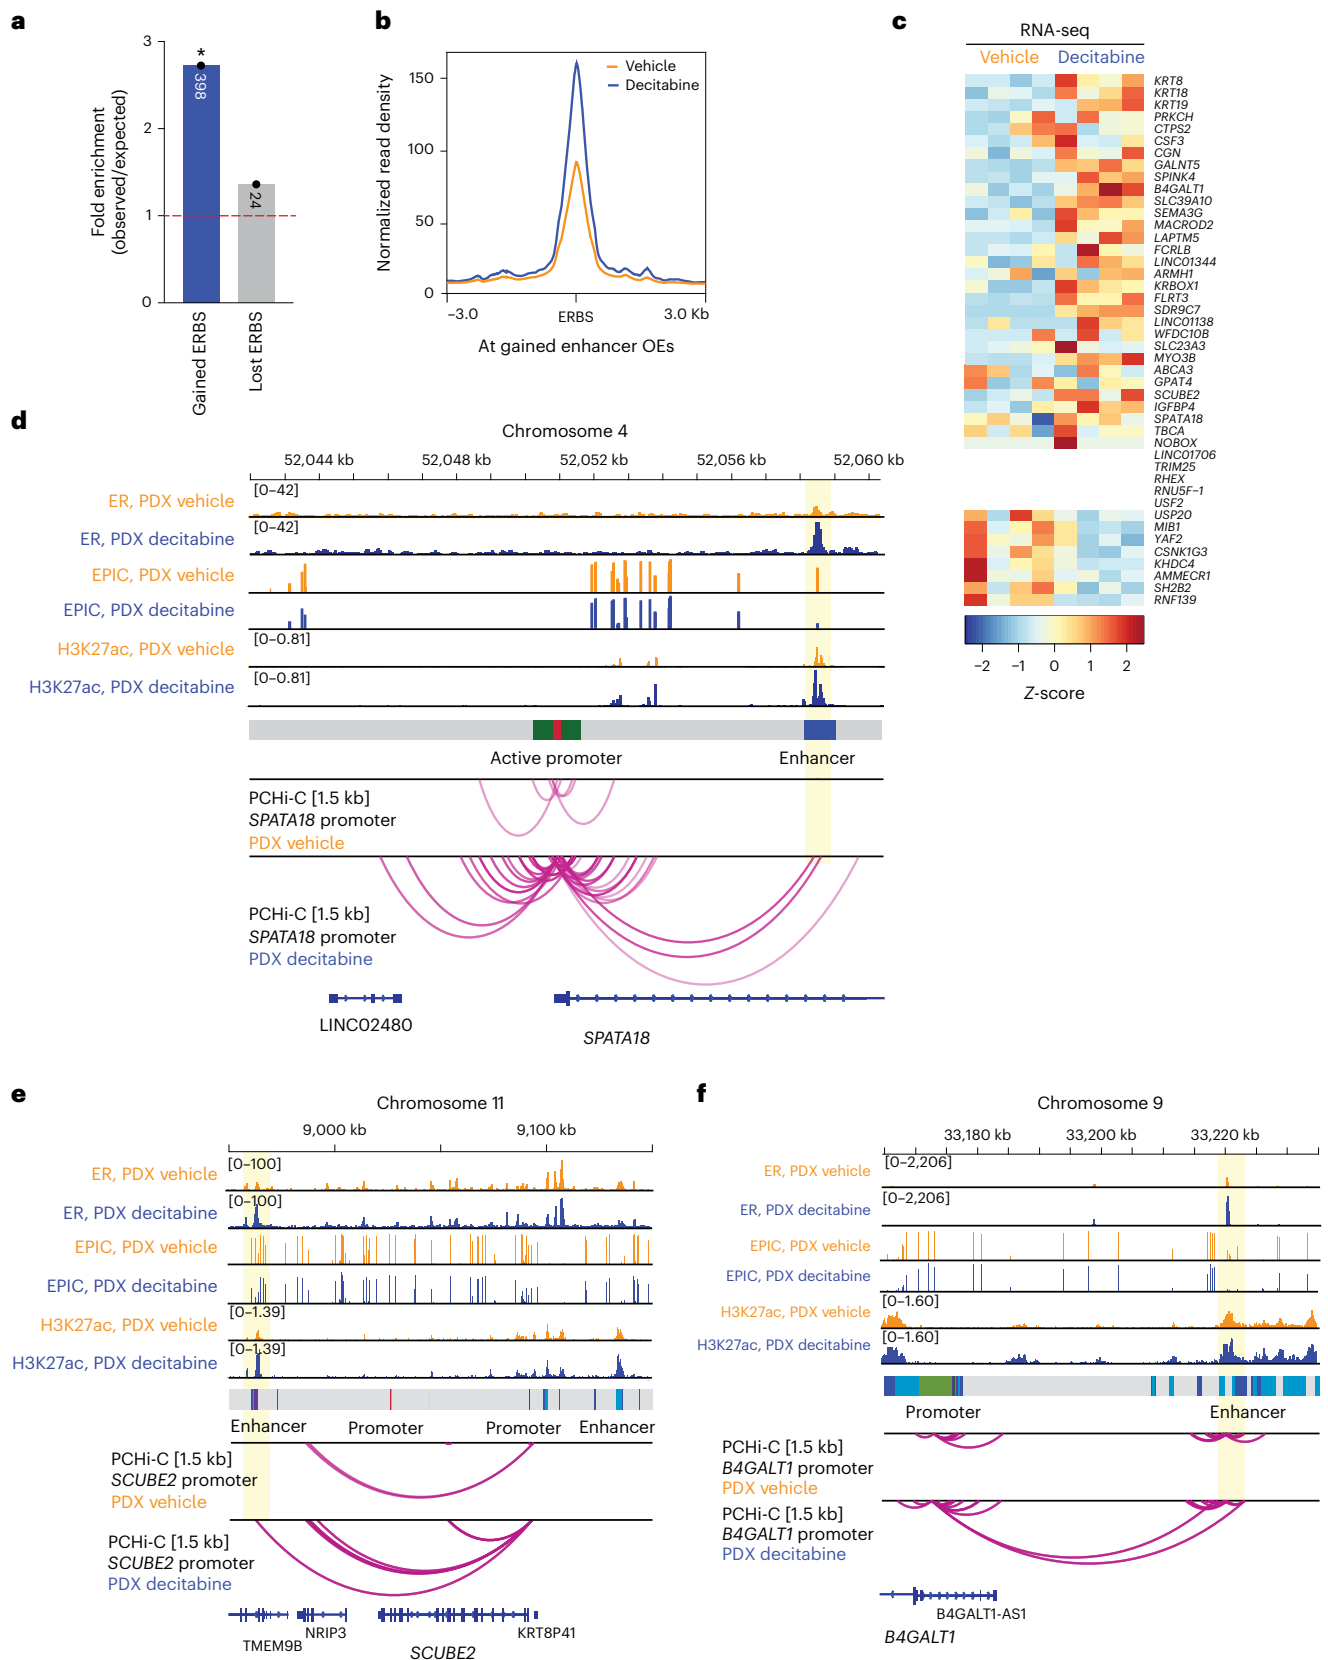 a
3
2
1
0
Fold enrichment
(observed/expected)
*
398
24
Gained ERBS
Lost ERBS
b
Normalized read density
150
100
50
0
Vehicle
Decitabine
−3.0
ERBS
3.0 Kb
At gained enhancer OEs
c
RNA-seq
Vehicle
Decitabine
KRT8
KRT18
KRT19
PRKCH
CTPS2
CSF3
CGN
GALNT5
SPINK4
B4GALT1
SLC39A10
SEMA3G
MACROD2
LAPTM5
FCRLB
LINC01344
ARMH1
KRBOX1
FLRT3
SDR9C7
LINC01138
WFDC10B
SLC23A3
MYO3B
ABCA3
GPAT4
SCUBE2
IGFBP4
SPATA18
TBCA
NOBOX
LINC01706
TRIM25
RHEX
RNU5F−1
USF2
USP20
MIB1
YAF2
CSNK1G3
KHDC4
AMMECR1
SH2B2
RNF139
−2 −1 0 1 2
Z-score
d
Chromosome 4
52,044 kb 52,048 kb 52,052 kb 52,056 kb 52,060 kb
ER, PDX vehicle
[0–42]
ER, PDX decitabine
[0–42]
EPIC, PDX vehicle
EPIC, PDX decitabine
H3K27ac, PDX vehicle
[0–0.81]
H3K27ac, PDX decitabine
[0–0.81]
Active promoter
Enhancer
PCHi-C [1.5 kb]
SPATA18 promoter
PDX vehicle
PCHi-C [1.5 kb]
SPATA18 promoter
PDX decitabine
LINC02480
SPATA18
e
Chromosome 11
9,000 kb 9,100 kb
ER, PDX vehicle
[0–100]
ER, PDX decitabine
[0–100]
EPIC, PDX vehicle
EPIC, PDX decitabine
H3K27ac, PDX vehicle
[0–1.39]
H3K27ac, PDX decitabine
[0–1.39]
Enhancer Promoter Promoter Enhancer
PCHi-C [1.5 kb]
SCUBE2 promoter
PDX vehicle
PCHi-C [1.5 kb]
SCUBE2 promoter
PDX decitabine
TMEM9B
NRIP3
SCUBE2
KRT8P41
f
Chromosome 9
33,180 kb 33,200 kb 33,220 kb
ER, PDX vehicle
[0–2,206]
ER, PDX decitabine
[0–2,206]
EPIC, PDX vehicle
EPIC, PDX decitabine
H3K27ac, PDX vehicle
[0–1.60]
H3K27ac, PDX decitabine
[0–1.60]
Promoter Enhancer
PCHi-C [1.5 kb]
B4GALT1 promoter
PDX vehicle
PCHi-C [1.5 kb]
B4GALT1 promoter
PDX decitabine
B4GALT1-AS1
B4GALT1